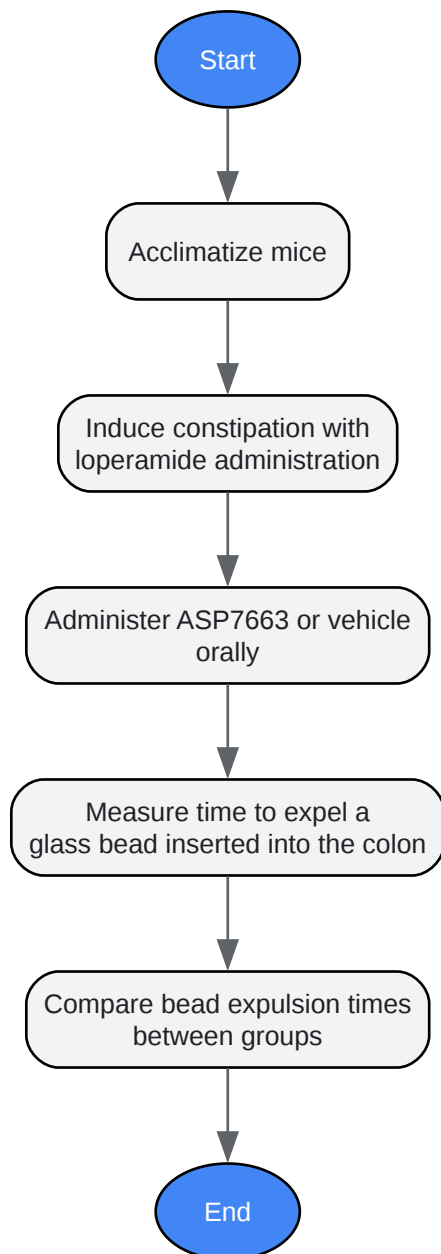 Start
Acclimatize mice
Induce constipation with
loperamide administration
Administer ASP7663 or vehicle
orally
Measure time to expel a
glass bead inserted into the colon
Compare bead expulsion times
between groups
End